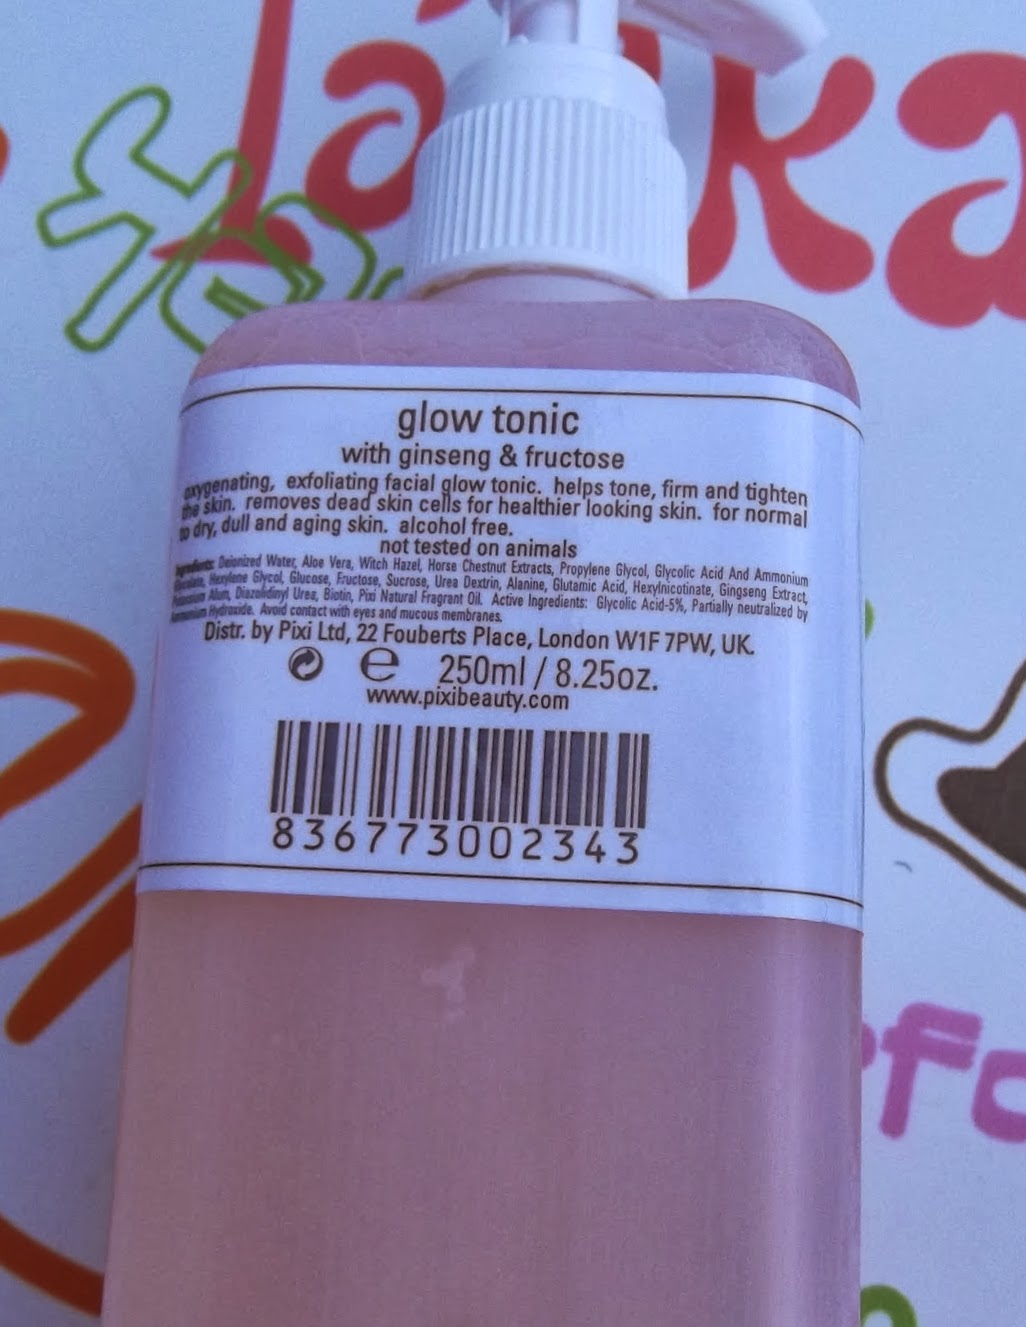 la'ka
glow tonic
with ginseng & fructose
oxygenating, exfoliating facial glow tonic. helps tone, firm and tighten
the skin. removes dead skin cells for healthier looking skin. for normal
to dry, dull and aging skin. alcohol free.
not tested on animals
Ingredients: Deionized Water, Aloe Vera, Witch Hazel, Horse Chestnut Extracts, Propylene Glycol, Glycolic Acid And Ammonium
Hexylene Glycol, Glucose, Fructose, Sucrose, Urea Dextrin, Alanine, Glutamic Acid, Hexylnicotinate, Gingseng Extract,
Alum, Diazolidinyl Urea, Biotin, Pixi Natural Fragrant Oil. Active Ingredients: Glycolic Acid-5%, Partially neutralized by
Ammonium Hydroxide. Avoid contact with eyes and mucous membranes.
Distr. by Pixi Ltd, 22 Fouberts Place, London W1F 7PW, UK.
e 250ml / 8.25oz.
www.pixibeauty.com
836773002343